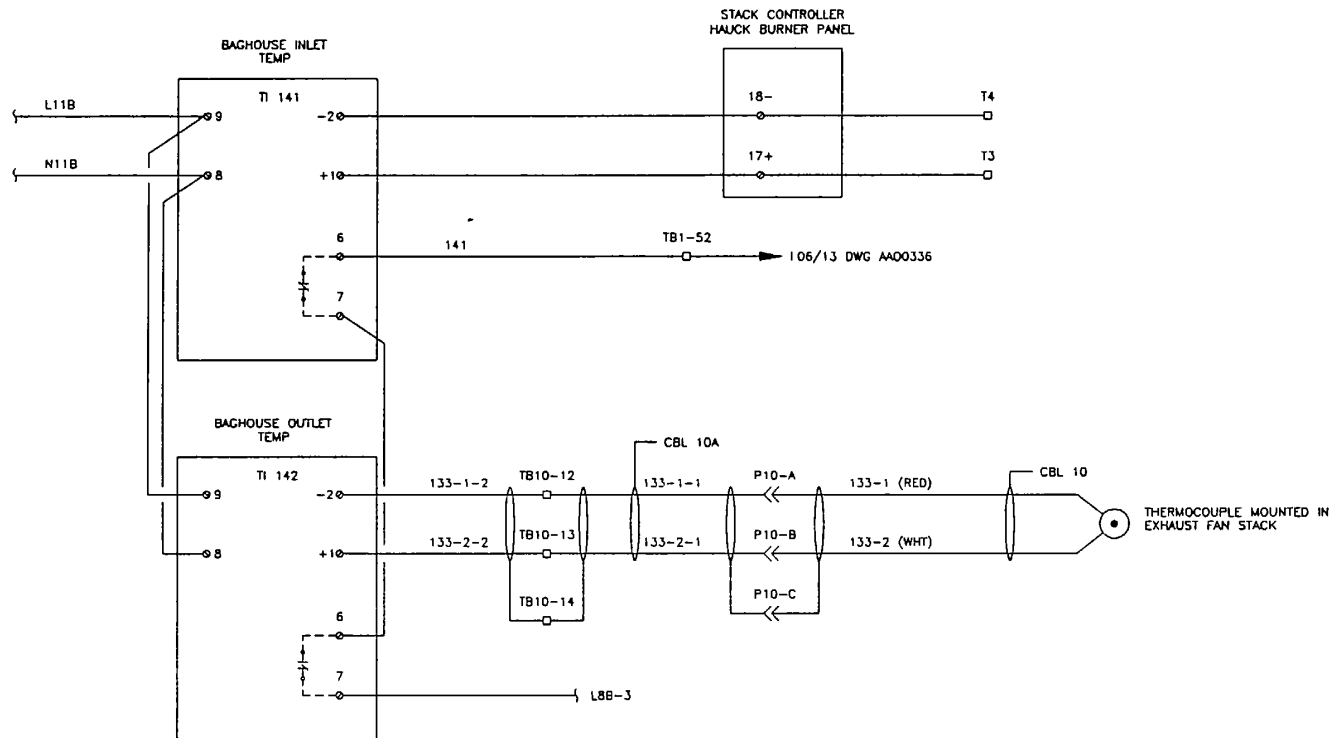 STACK CONTROLLER
HAUCK BURNER PANEL
BAGHOUSE INLET
TEMP
TI 141
L11B
9
-2
18-
T4
N11B
8
+1
17+
T3
6
141
TB1-52
I06/13 DWG AA00336
7
BAGHOUSE OUTLET
TEMP
TI 142
CBL 10A
CBL 10
9
-2
133-1-2
TB10-12
133-1-1
P10-A
133-1 (RED)
THERMOCOUPLE MOUNTED IN
EXHAUST FAN STACK
8
+1
133-2-2
TB10-13
133-2-1
P10-B
133-2 (WHT)
TB10-14
P10-C
6
7
L8B-3